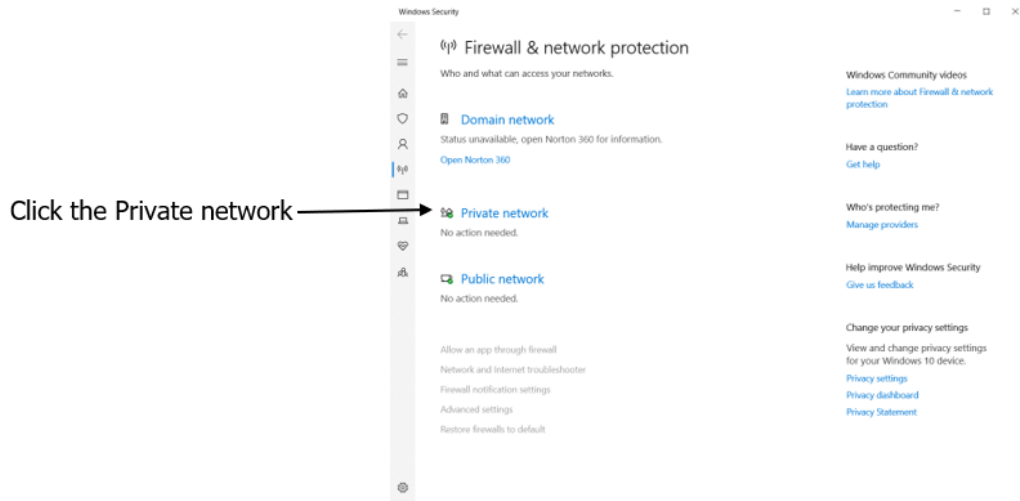 Windows Security
Firewall & network protection
Who and what can access your networks.
Domain network
Status unavailable, open Norton 360 for information.
Open Norton 360
Click the Private network
Private network
No action needed.
Public network
No action needed.
Allow an app through firewall
Network and Internet troubleshooter
Firewall notification settings
Advanced settings
Restore firewalls to default
Windows Community videos
Learn more about Firewall & network
protection
Have a question?
Get help
Who's protecting me?
Manage providers
Help improve Windows Security
Give us feedback
Change your privacy settings
View and change privacy settings
for your Windows 10 device.
Privacy settings
Privacy dashboard
Privacy Statement